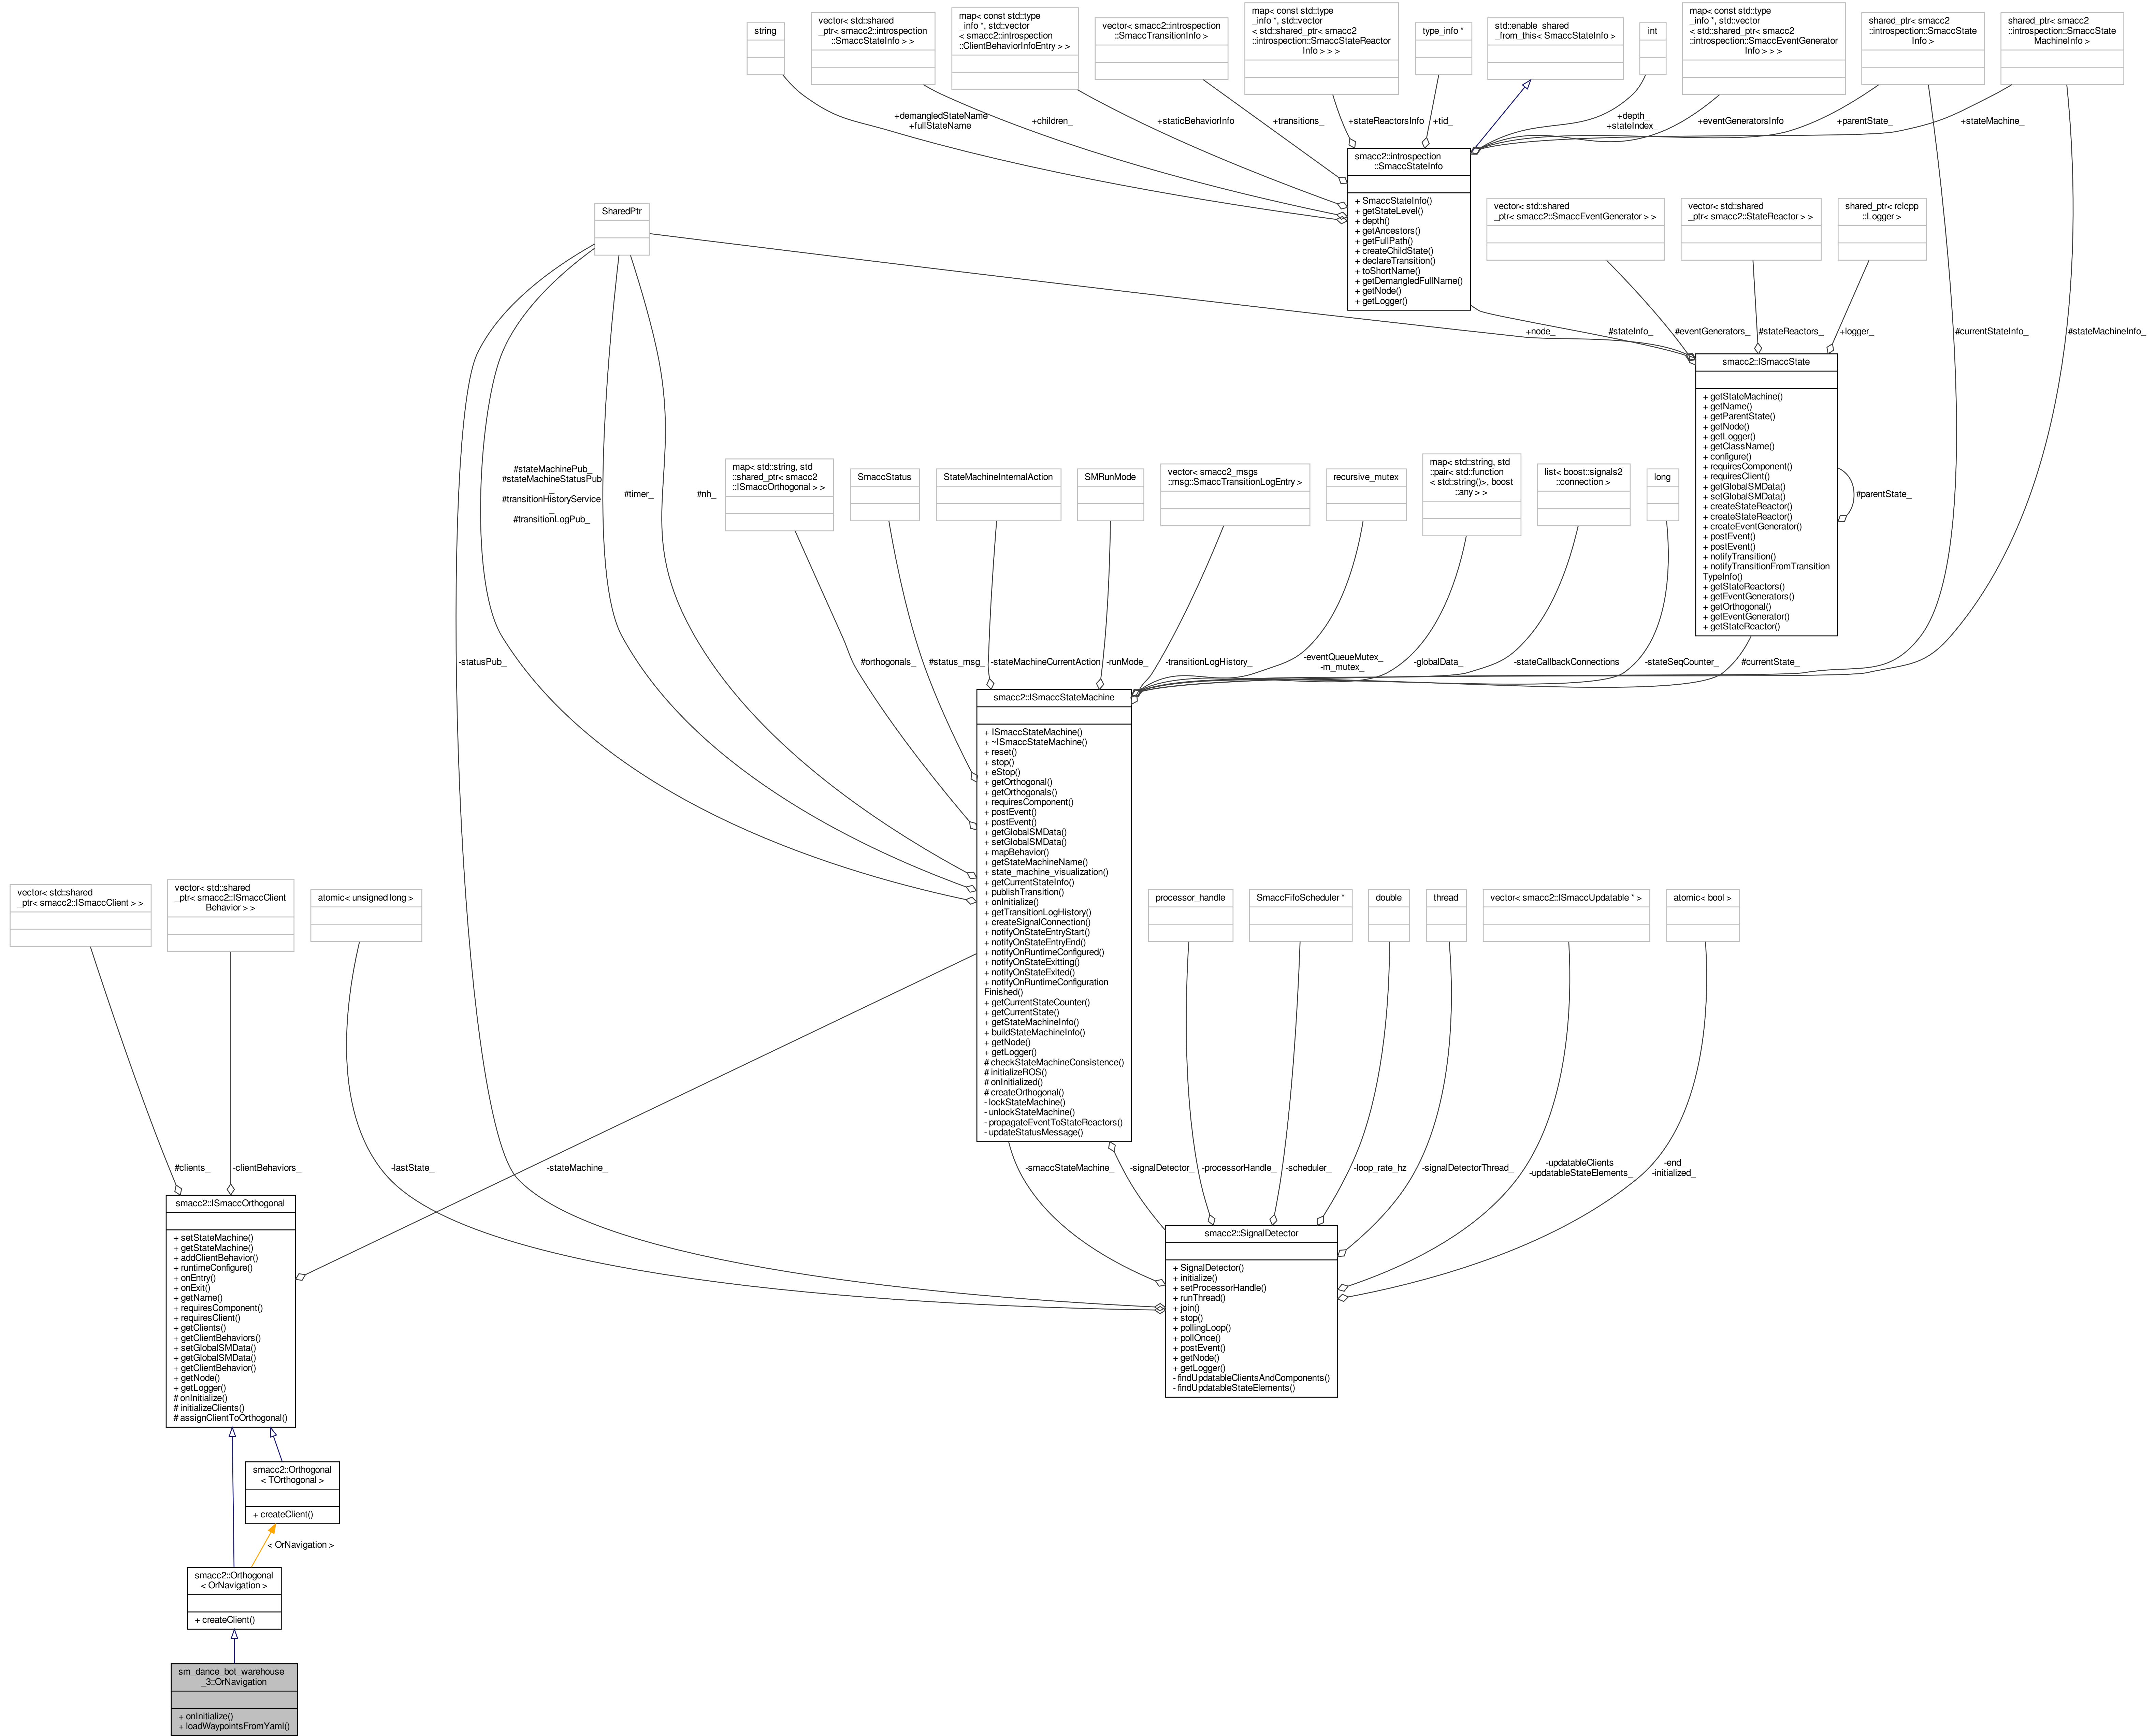 string
vector< std::shared
_ptr< smacc2::introspection
::SmaccStateInfo > >
map< const std::type
_info *, std::vector
< smacc2::introspection
::ClientBehaviorInfoEntry > >
vector< smacc2::introspection
::SmaccTransitionInfo >
map< const std::type
_info *, std::vector
< std::shared_ptr< smacc2
::introspection::SmaccStateReactor
Info > > >
type_info *
std::enable_shared
_from_this< SmaccStateInfo >
int
map< const std::type
_info *, std::vector
< std::shared_ptr< smacc2
::introspection::SmaccEventGenerator
Info > > >
shared_ptr< smacc2
::introspection::SmaccState
Info >
shared_ptr< smacc2
::introspection::SmaccState
MachineInfo >
+demangledStateName
+fullStateName
+children_
+staticBehaviorInfo
+transitions_
+stateReactorsInfo
+tid_
+depth_
+stateIndex_
+eventGeneratorsInfo
+parentState_
+stateMachine_
smacc2::introspection
::SmaccStateInfo
+ SmaccStateInfo()
+ getStateLevel()
+ depth()
+ getAncestors()
+ getFullPath()
+ createChildState()
+ declareTransition()
+ toShortName()
+ getDemangledFullName()
+ getNode()
+ getLogger()
SharedPtr
vector< std::shared
_ptr< smacc2::SmaccEventGenerator > >
vector< std::shared
_ptr< smacc2::StateReactor > >
shared_ptr< rclcpp
::Logger >
+node_
#stateInfo_
#eventGenerators_
#stateReactors_
+logger_
#currentStateInfo_
#stateMachineInfo_
smacc2::ISmaccState
+ getStateMachine()
+ getName()
+ getParentState()
+ getNode()
+ getLogger()
+ getClassName()
+ configure()
+ requiresComponent()
+ requiresClient()
+ getGlobalSMData()
+ setGlobalSMData()
+ createStateReactor()
+ createStateReactor()
+ createEventGenerator()
+ postEvent()
+ postEvent()
+ notifyTransition()
+ notifyTransitionFromTransition
TypeInfo()
+ getStateReactors()
+ getEventGenerators()
+ getOrthogonal()
+ getEventGenerator()
+ getStateReactor()
#parentState_
#stateMachinePub_
#stateMachineStatusPub
_
#transitionHistoryService
_
#transitionLogPub_
#timer_
#nh_
map< std::string, std
::shared_ptr< smacc2
::ISmaccOrthogonal > >
SmaccStatus
StateMachineInternalAction
SMRunMode
vector< smacc2_msgs
::msg::SmaccTransitionLogEntry >
recursive_mutex
map< std::string, std
::pair< std::function
< std::string()>, boost
::any > >
list< boost::signals2
::connection >
long
-statusPub_
#orthogonals_
#status_msg_
-stateMachineCurrentAction
-runMode_
-transitionLogHistory_
-eventQueueMutex_
-m_mutex_
-globalData_
-stateCallbackConnections
-stateSeqCounter_
#currentState_
smacc2::ISmaccStateMachine
+ ISmaccStateMachine()
+ ~ISmaccStateMachine()
+ reset()
+ stop()
+ eStop()
+ getOrthogonal()
+ getOrthogonals()
+ requiresComponent()
+ postEvent()
+ postEvent()
+ getGlobalSMData()
+ setGlobalSMData()
+ mapBehavior()
+ getStateMachineName()
+ state_machine_visualization()
+ getCurrentStateInfo()
+ publishTransition()
+ onInitialize()
+ getTransitionLogHistory()
+ createSignalConnection()
+ notifyOnStateEntryStart()
+ notifyOnStateEntryEnd()
+ notifyOnRuntimeConfigured()
+ notifyOnStateExitting()
+ notifyOnStateExited()
+ notifyOnRuntimeConfiguration
Finished()
+ getCurrentStateCounter()
+ getCurrentState()
+ getStateMachineInfo()
+ buildStateMachineInfo()
+ getNode()
+ getLogger()
# checkStateMachineConsistence()
# initializeROS()
# onInitialized()
# createOrthogonal()
- lockStateMachine()
- unlockStateMachine()
- propagateEventToStateReactors()
- updateStatusMessage()
vector< std::shared
_ptr< smacc2::ISmaccClient > >
vector< std::shared
_ptr< smacc2::ISmaccClient
Behavior > >
atomic< unsigned long >
processor_handle
SmaccFifoScheduler *
double
thread
vector< smacc2::ISmaccUpdatable * >
atomic< bool >
#clients_
-clientBehaviors_
-lastState_
-stateMachine_
-smaccStateMachine_
-signalDetector_
-processorHandle_
-scheduler_
-loop_rate_hz
-signalDetectorThread_
-updatableClients_
-updatableStateElements_
-end_
-initialized_
smacc2::ISmaccOrthogonal
+ setStateMachine()
+ getStateMachine()
+ addClientBehavior()
+ runtimeConfigure()
+ onEntry()
+ onExit()
+ getName()
+ requiresComponent()
+ requiresClient()
+ getClients()
+ getClientBehaviors()
+ setGlobalSMData()
+ getGlobalSMData()
+ getClientBehavior()
+ getNode()
+ getLogger()
# onInitialize()
# initializeClients()
# assignClientToOrthogonal()
smacc2::SignalDetector
+ SignalDetector()
+ initialize()
+ setProcessorHandle()
+ runThread()
+ join()
+ stop()
+ pollingLoop()
+ pollOnce()
+ postEvent()
+ getNode()
+ getLogger()
- findUpdatableClientsAndComponents()
- findUpdatableStateElements()
smacc2::Orthogonal
< TOrthogonal >
+ createClient()
< OrNavigation >
smacc2::Orthogonal
< OrNavigation >
+ createClient()
sm_dance_bot_warehouse
_3::OrNavigation
+ onInitialize()
+ loadWaypointsFromYaml()